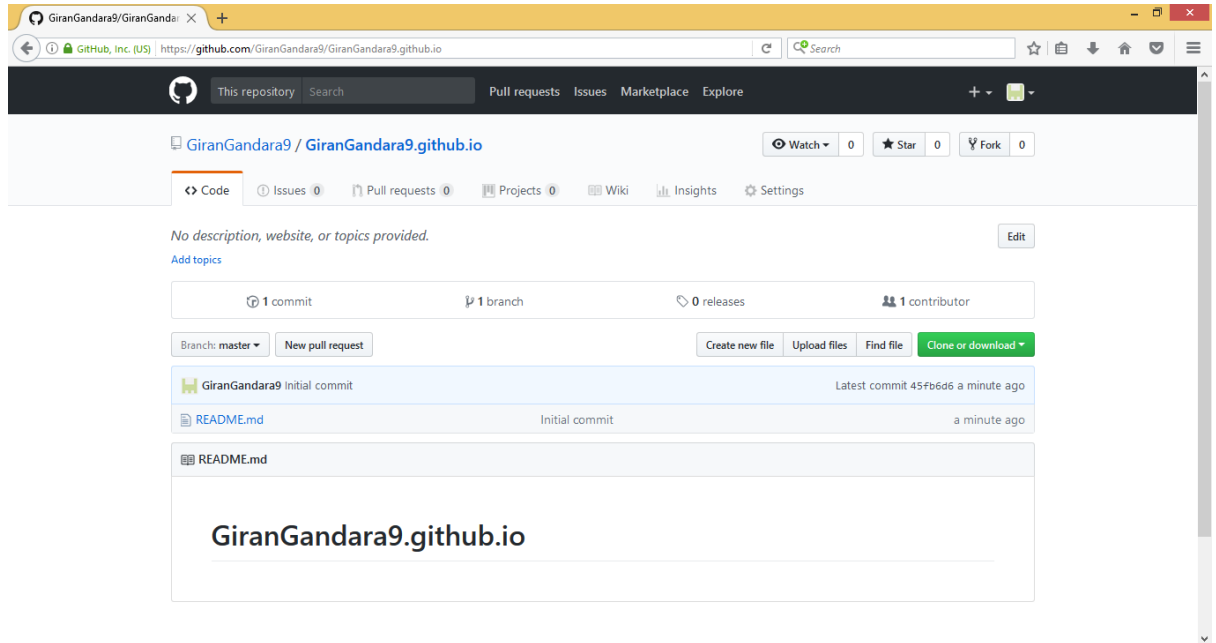 GiranGandara9/GiranGandar
GitHub, Inc. (US) https://github.com/GiranGandara9/GiranGandara9.github.io Search
This repository Search Pull requests Issues Marketplace Explore
GiranGandara9 / GiranGandara9.github.io Watch 0 Star 0 Fork 0
Code Issues 0 Pull requests 0 Projects 0 Wiki Insights Settings
No description, website, or topics provided. Edit
Add topics
1 commit 1 branch 0 releases 1 contributor
Branch: master New pull request Create new file Upload files Find file Clone or download
GiranGandara9 Initial commit Latest commit 45fb6d6 a minute ago
README.md Initial commit a minute ago
README.md
GiranGandara9.github.io